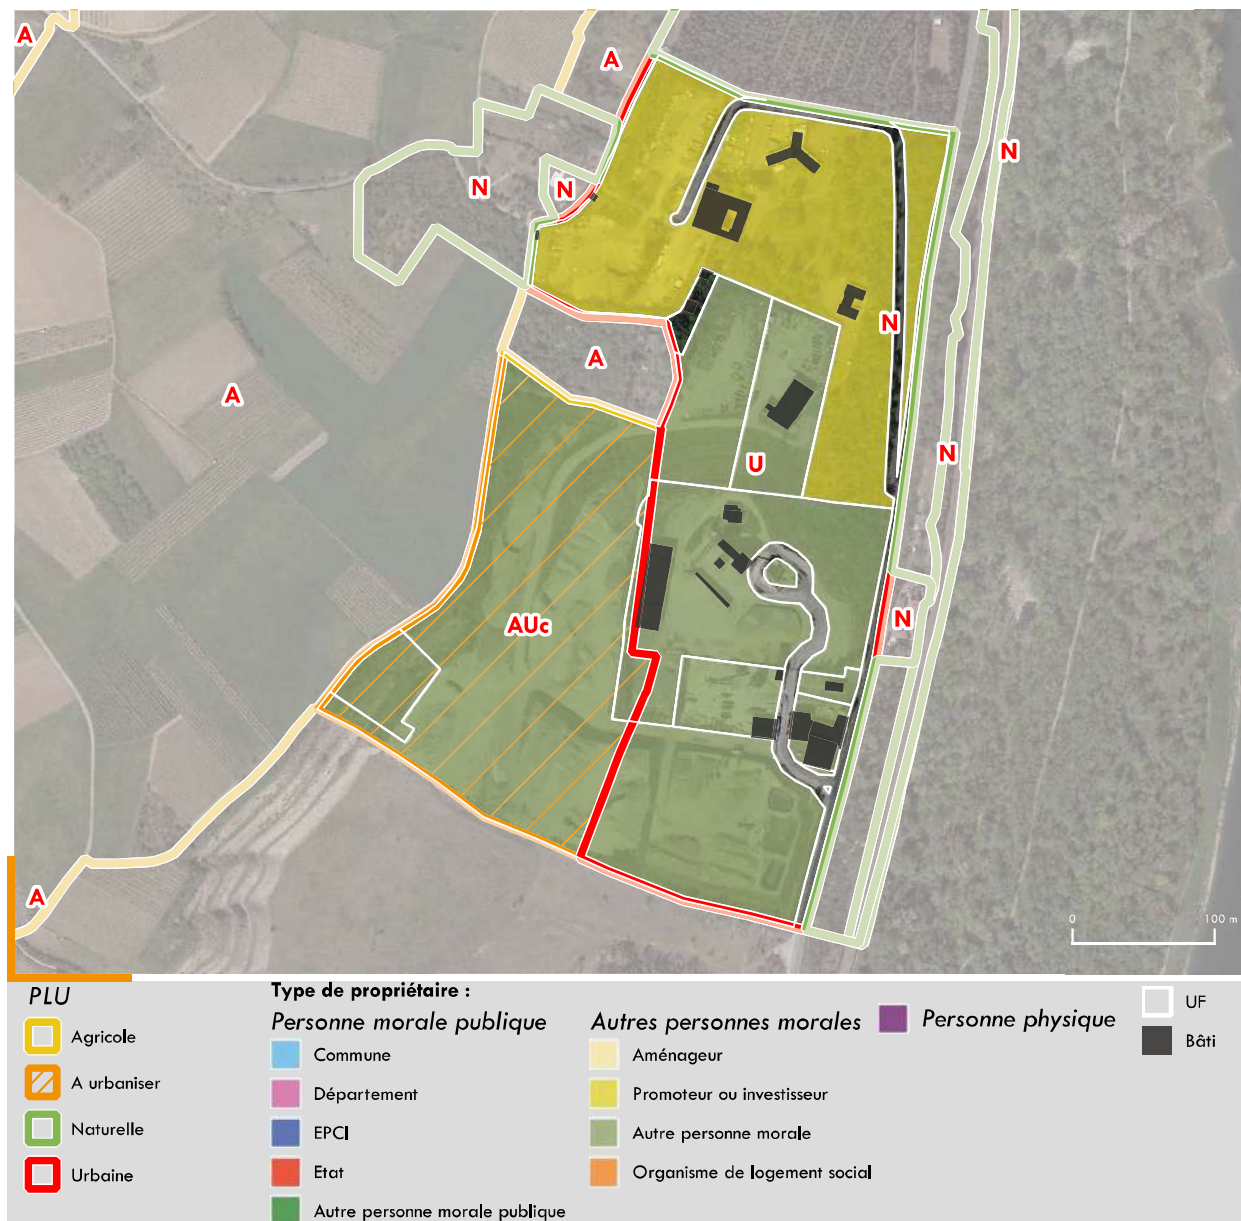 A
A
N
N
N
N
A
A
N
U
AUc
N
A
0 100 m
PLU
Agricole
A urbaniser
Naturelle
Urbaine
Type de propriétaire :
Personne morale publique
Commune
Département
EPCI
Etat
Autre personne morale publique
Autres personnes morales
Aménageur
Promoteur ou investisseur
Autre personne morale
Organisme de logement social
Personne physique
UF
Bâti